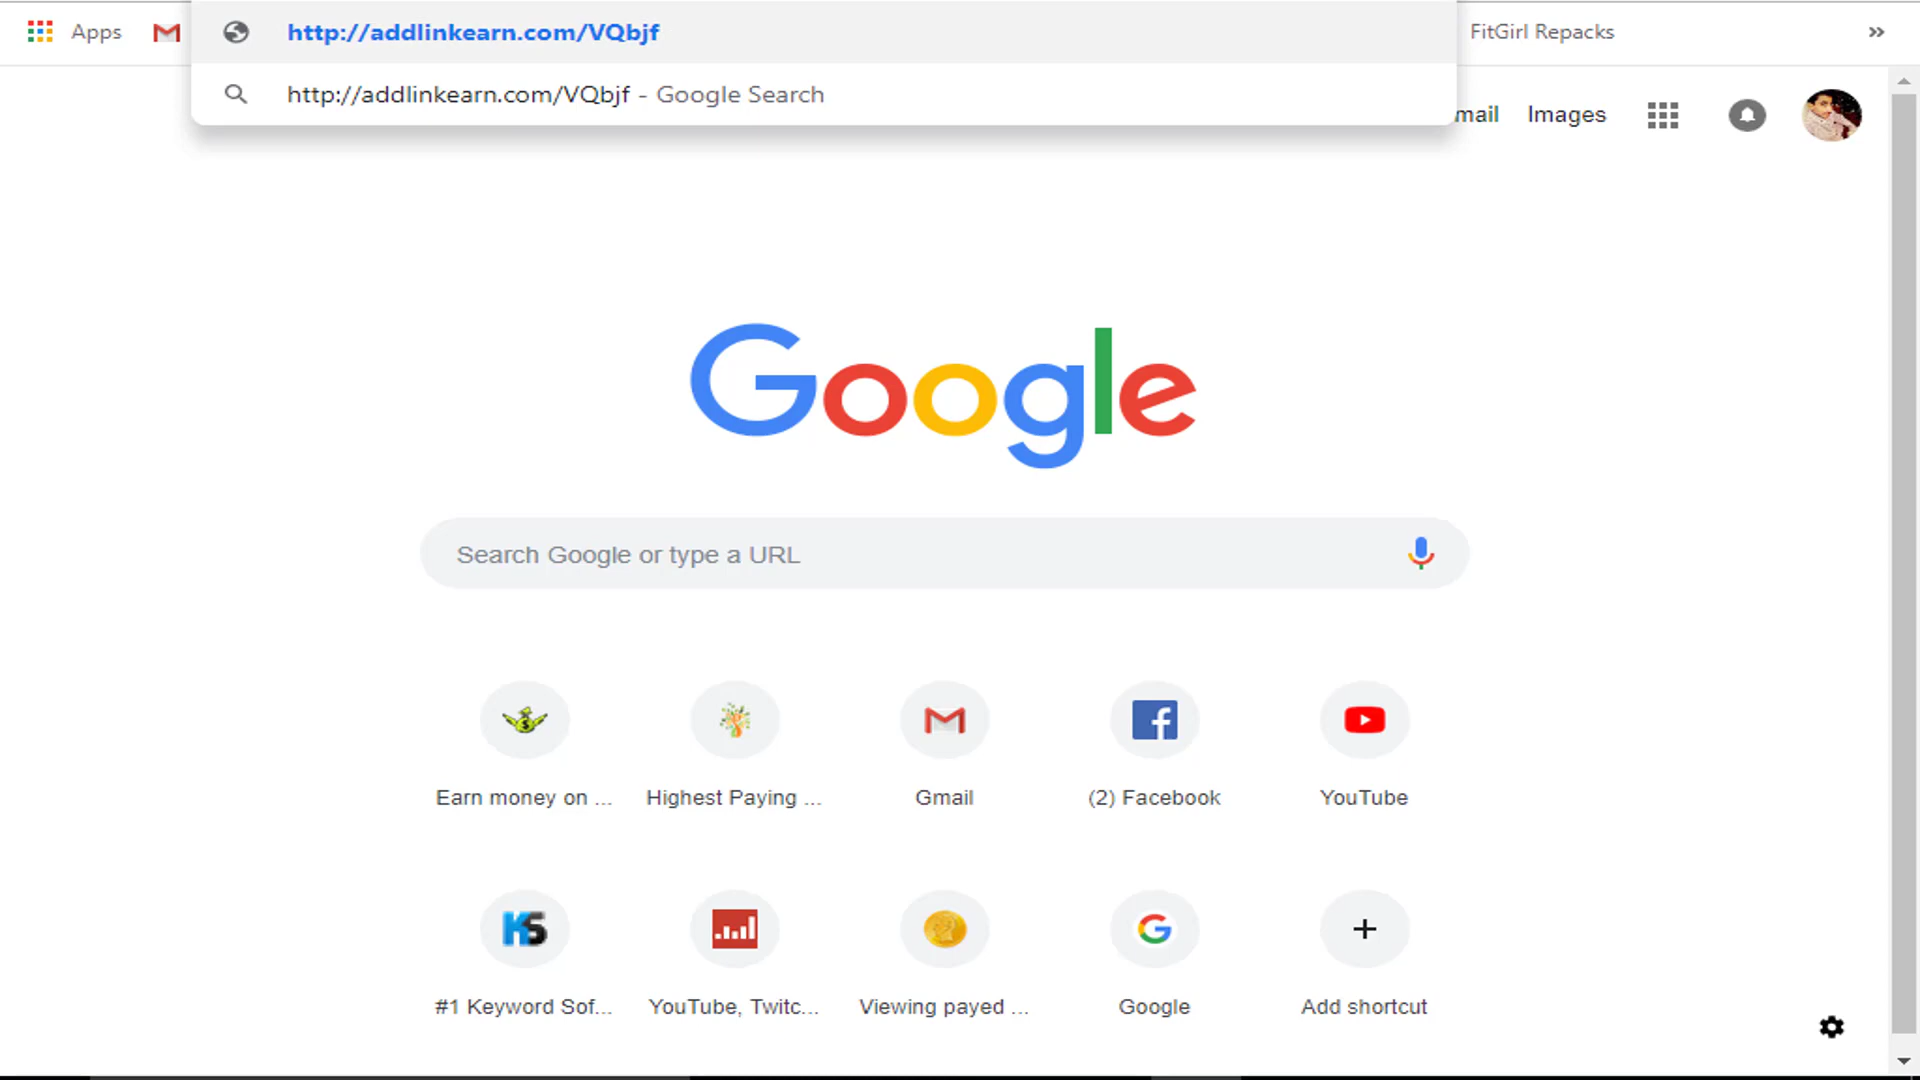 Apps
http://addlinkearn.com/VQbjf
FitGirl Repacks
»
http://addlinkearn.com/VQbjf - Google Search
mail
Images
Google
Search Google or type a URL
Earn money on ...
Highest Paying ...
Gmail
(2) Facebook
YouTube
#1 Keyword Sof...
YouTube, Twitc...
Viewing payed ...
Google
Add shortcut